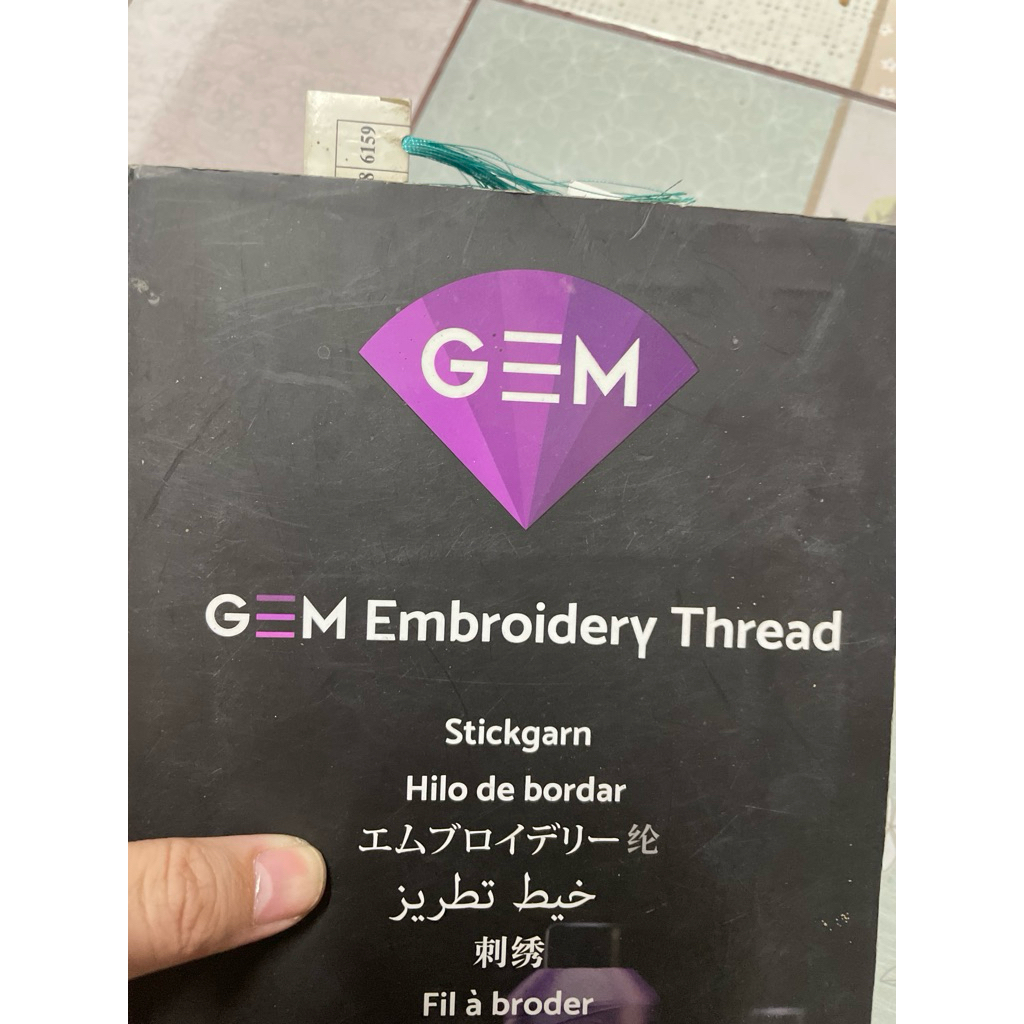 6159
8
GEM
GEM Embroidery Thread
Stickgarn
Hilo de bordar
エムブロイデリー纶
خيط تطريز
刺绣
Fil à broder